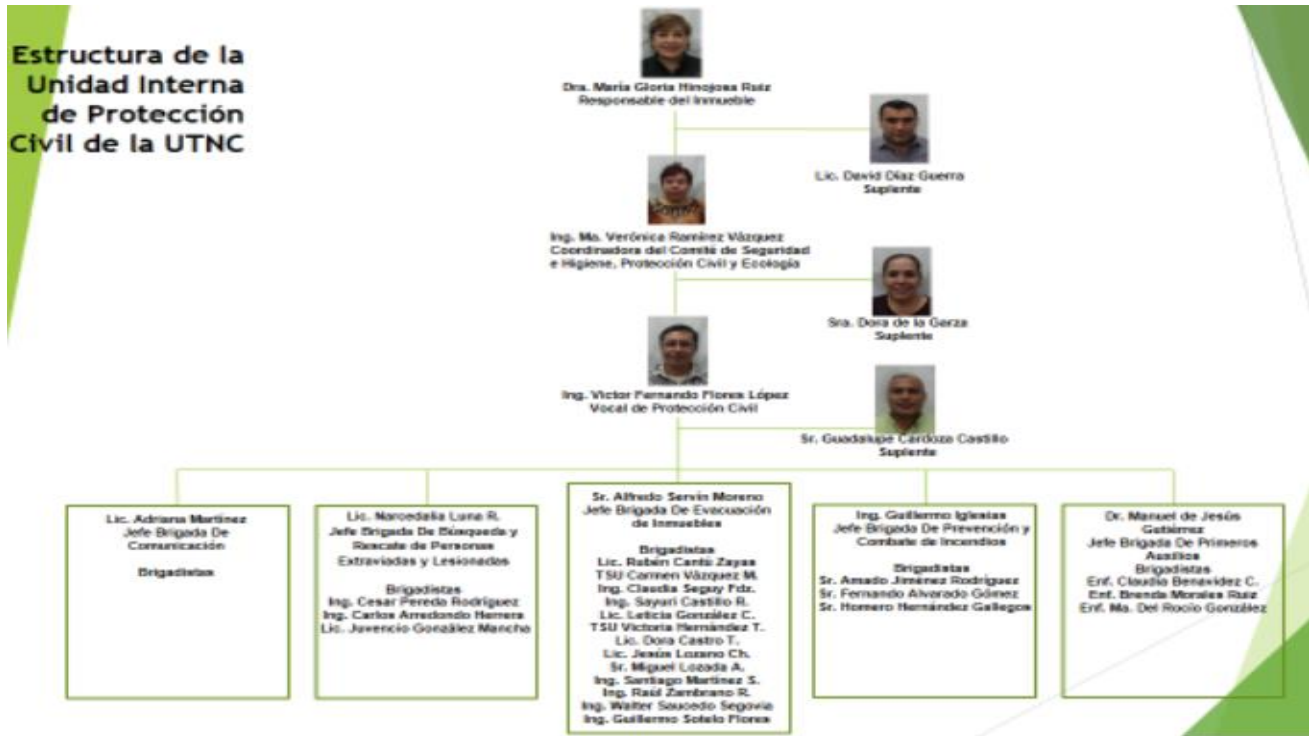 Estructura de la
Unidad Interna
de Protección
Civil de la UTNC
Dra. María Gloria Hinojosa Ruiz
Responsable del Inmueble
Lic. David Díaz Guerra
Suplente
Ing. Ma. Verónica Ramírez Vázquez
Coordinadora del Comité de Seguridad
e Higiene, Protección Civil y Ecología
Sra. Dora de la Garza
Suplente
Ing. Victor Fernando Flores López
Vocal de Protección Civil
Sr. Guadalupe Cardoza Castillo
Suplente
Lic. Adriana Martínez
Jefe Brigada De
Comunicación
Brigadistas
Lic. Narcedalia Luna R.
Jefe Brigada De Búsqueda y
Rescate de Personas
Extraviadas y Lesionadas
Brigadistas
Ing. Cesar Pereda Rodríguez
Ing. Carlos Arredondo Herrera
Lic. Juvencio González Mancha
Sr. Alfredo Servín Moreno
Jefe Brigada De Evacuación
de Inmuebles
Brigadistas
Lic. Rubén Cantú Zayas
TSU Carmen Vázquez M.
Ing. Claudia Seguy Fdz.
Ing. Sayuri Castillo R.
Lic. Leticia González C.
TSU Victoria Hernández T.
Lic. Dora Castro T.
Lic. Jesús Lozano Ch.
Sr. Miguel Lozada A.
Ing. Santiago Martínez S.
Ing. Raúl Zambrano R.
Ing. Walter Saucedo Segovia
Ing. Guillermo Sotelo Flores
Ing. Guillermo Iglesias
Jefe Brigada De Prevención y
Combate de Incendios
Brigadistas
Sr. Amado Jiménez Rodríguez
Sr. Fernando Alvarado Gómez
Sr. Homero Hernández Gallegos
Dr. Manuel de Jesús
Gutiérrez
Jefe Brigada De Primeros
Auxilios
Brigadistas
Enf. Claudia Benavidez C.
Enf. Brenda Morales Ruiz
Enf. Ma. Del Rocío González